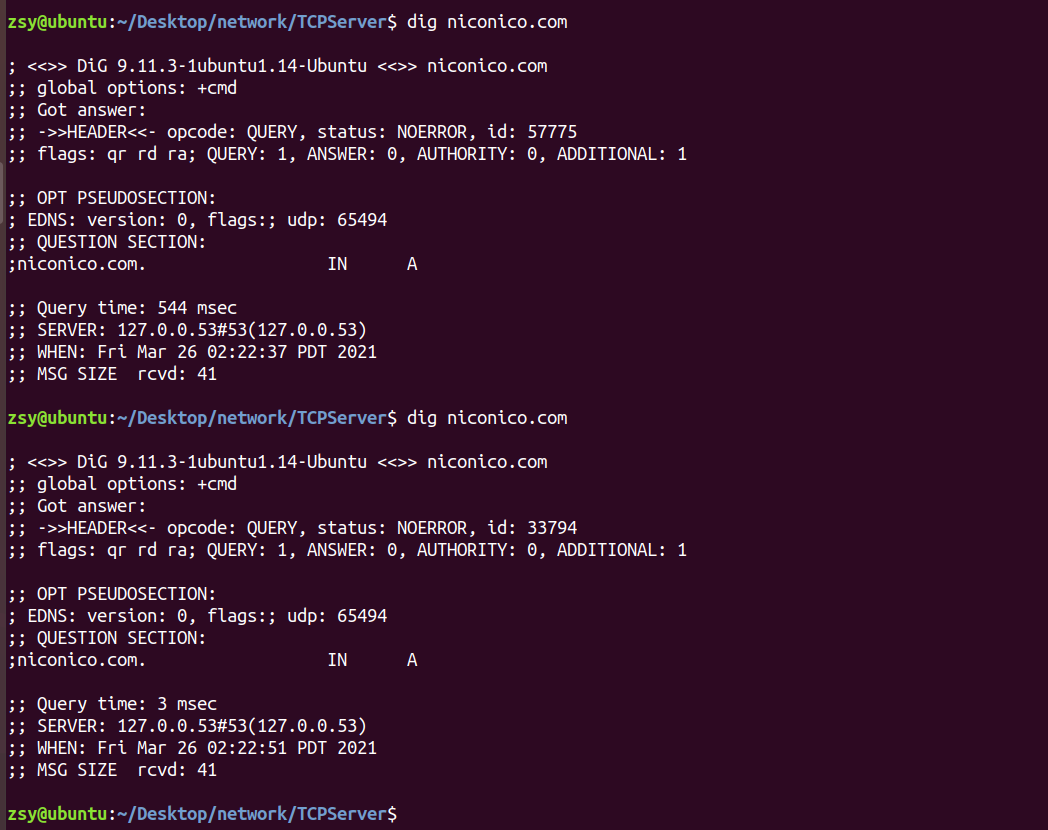 zsy@ubuntu:~/Desktop/network/TCPServer$ dig niconico.com
; <<>> DiG 9.11.3-1ubuntu1.14-Ubuntu <<>> niconico.com
;; global options: +cmd
;; Got answer:
;; ->>HEADER<<- opcode: QUERY, status: NOERROR, id: 57775
;; flags: qr rd ra; QUERY: 1, ANSWER: 0, AUTHORITY: 0, ADDITIONAL: 1
;; OPT PSEUDOSECTION:
; EDNS: version: 0, flags:; udp: 65494
;; QUESTION SECTION:
;niconico.com. IN A
;; Query time: 544 msec
;; SERVER: 127.0.0.53#53(127.0.0.53)
;; WHEN: Fri Mar 26 02:22:37 PDT 2021
;; MSG SIZE rcvd: 41
zsy@ubuntu:~/Desktop/network/TCPServer$ dig niconico.com
; <<>> DiG 9.11.3-1ubuntu1.14-Ubuntu <<>> niconico.com
;; global options: +cmd
;; Got answer:
;; ->>HEADER<<- opcode: QUERY, status: NOERROR, id: 33794
;; flags: qr rd ra; QUERY: 1, ANSWER: 0, AUTHORITY: 0, ADDITIONAL: 1
;; OPT PSEUDOSECTION:
; EDNS: version: 0, flags:; udp: 65494
;; QUESTION SECTION:
;niconico.com. IN A
;; Query time: 3 msec
;; SERVER: 127.0.0.53#53(127.0.0.53)
;; WHEN: Fri Mar 26 02:22:51 PDT 2021
;; MSG SIZE rcvd: 41
zsy@ubuntu:~/Desktop/network/TCPServer$